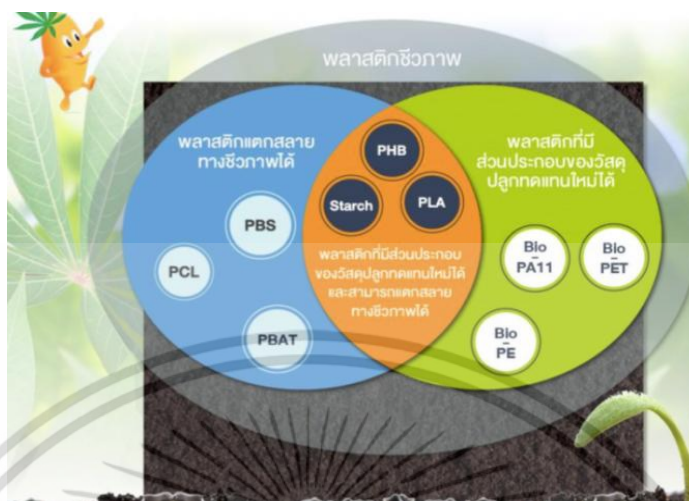 พลาสติกชีวภาพ
พลาสติกแตกสลาย
ทางชีวภาพได้
PBS
PCL
PBAT
PHB
Starch
PLA
พลาสติกที่มีส่วนประกอบ
ของวัสดุปลูกทดแทนใหม่ได้
และสามารถแตกสลาย
ทางชีวภาพได้
พลาสติกที่มี
ส่วนประกอบของวัสดุ
ปลูกทดแทนใหม่ได้
Bio
-
PA11
Bio
-
PET
Bio
-
PE